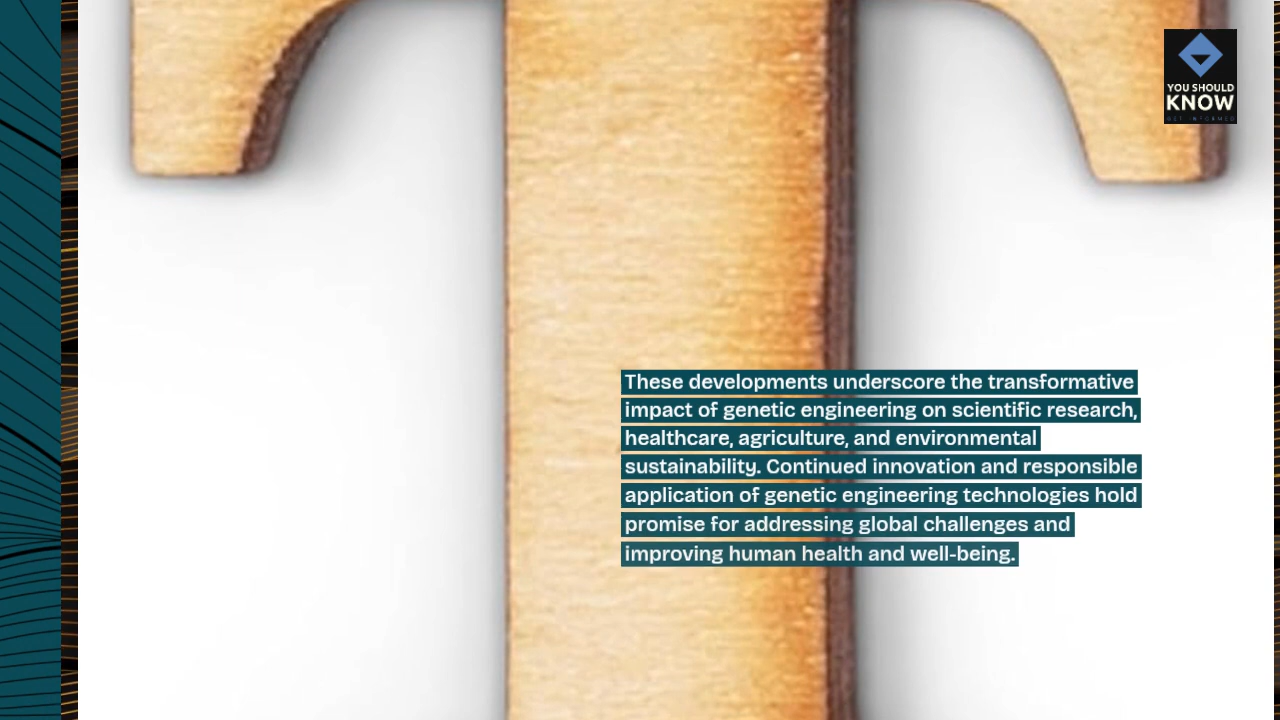 T
YOU SHOULD
KNOW
GET INFORMED
These developments underscore the transformative
impact of genetic engineering on scientific research,
healthcare, agriculture, and environmental
sustainability. Continued innovation and responsible
application of genetic engineering technologies hold
promise for addressing global challenges and
improving human health and well-being.